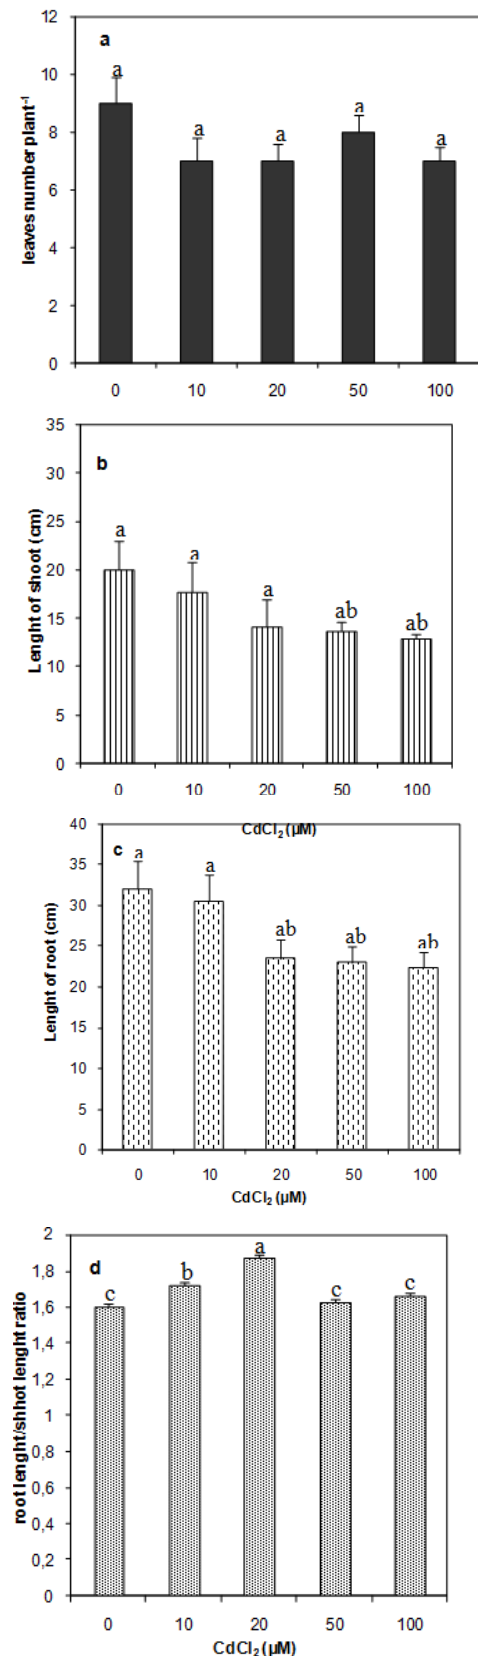 a
leaves number plant-1
12
10
8
6
4
2
0
a
a
a
a
a
0 10 20 50 100
b
Lenght of shoot (cm)
35
30
25
20
15
10
5
0
a
a
a
ab
ab
0 10 20 50 100
CdCl2 (µM)
c
Lenght of root (cm)
40
35
30
25
20
15
10
5
0
a
a
ab
ab
ab
0 10 20 50 100
CdCl2 (µM)
d
root lenght/shhot lenght ratio
2
1,8
1,6
1,4
1,2
1
0,8
0,6
0,4
0,2
0
c
b
a
c
c
0 10 20 50 100
CdCl2 (µM)